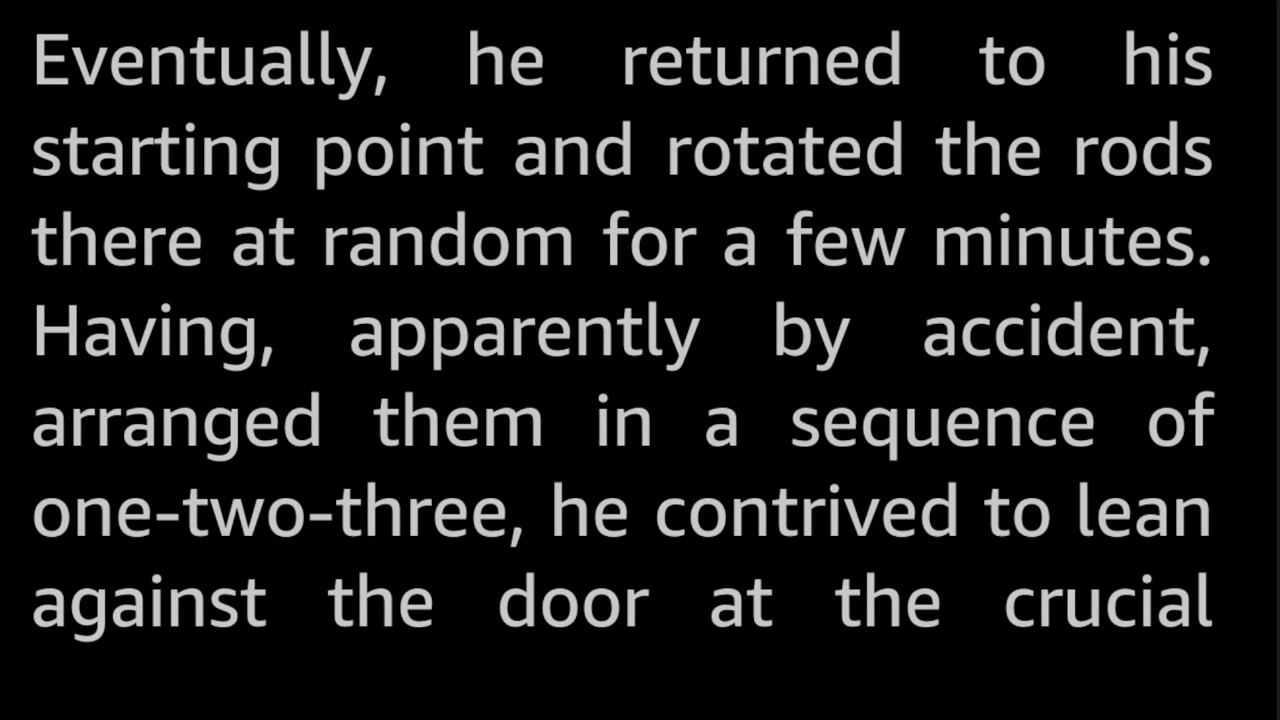 Eventually, he returned to his
starting point and rotated the rods
there at random for a few minutes.
Having, apparently by accident,
arranged them in a sequence of
one-two-three, he contrived to lean
against the door at the crucial